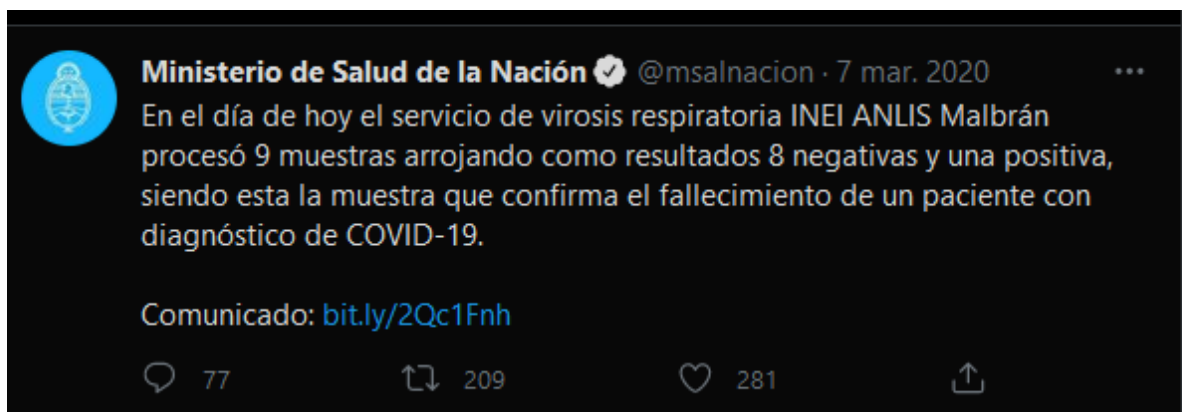 Ministerio de Salud de la Nación @msalnacion · 7 mar. 2020
En el día de hoy el servicio de virosis respiratoria INEI ANLIS Malbrán
procesó 9 muestras arrojando como resultados 8 negativas y una positiva,
siendo esta la muestra que confirma el fallecimiento de un paciente con
diagnóstico de COVID-19.
Comunicado: bit.ly/2Qc1Fnh
77 209 281